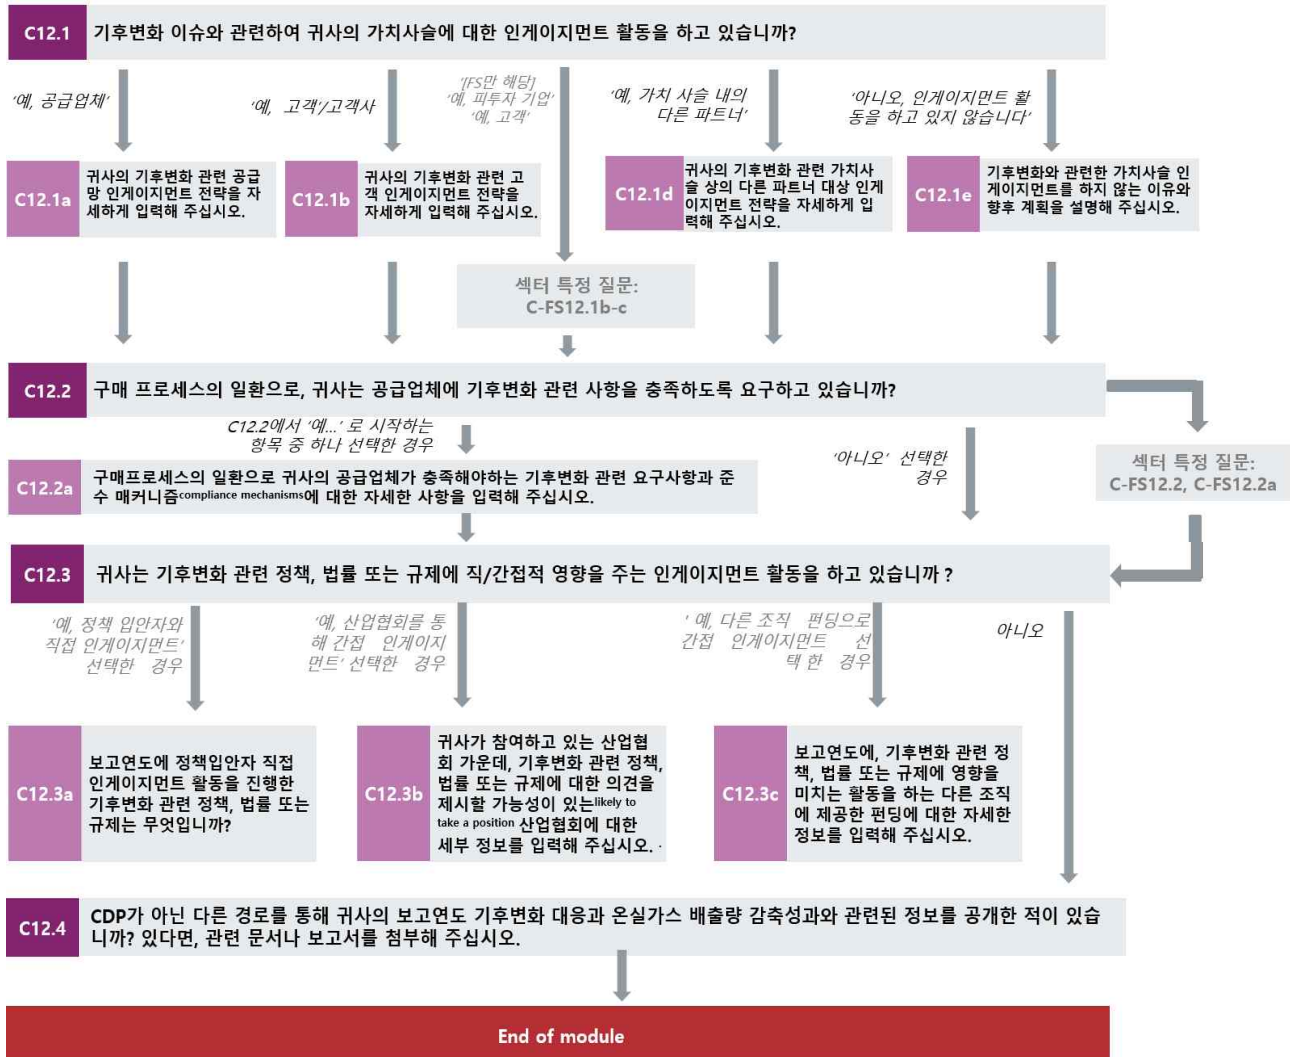 C12.1
기후변화 이슈와 관련하여 귀사의 가치사슬에 대한 인게이지먼트 활동을 하고 있습니까?
'예, 공급업체'
'예, 고객'/고객사
'[FS만 해당]
'예, 피투자 기업'
'예, 고객'
'예, 가치 사슬 내의
다른 파트너'
'아니오, 인게이지먼트 활
동을 하고 있지 않습니다'
C12.1a
귀사의 기후변화 관련 공급
망 인게이지먼트 전략을 자
세하게 입력해 주십시오.
C12.1b
귀사의 기후변화 관련 고
객 인게이지먼트 전략을
자세하게 입력해 주십시오.
C12.1d
귀사의 기후변화 관련 가치사
슬 상의 다른 파트너 대상 인게
이지먼트 전략을 자세하게 입
력해 주십시오.
C12.1e
기후변화와 관련한 가치사슬 인
게이지먼트를 하지 않는 이유와
향후 계획을 설명해 주십시오.
섹터 특정 질문:
C-FS12.1b-c
C12.2
구매 프로세스의 일환으로, 귀사는 공급업체에 기후변화 관련 사항을 충족하도록 요구하고 있습니까?
C12.2에서 '예...' 로 시작하는
항목 중 하나 선택한 경우
'아니오' 선택한
경우
섹터 특정 질문:
C-FS12.2, C-FS12.2a
C12.2a
구매프로세스의 일환으로 귀사의 공급업체가 충족해야하는 기후변화 관련 요구사항과 준
수 매커니즘compliance mechanisms에 대한 자세한 사항을 입력해 주십시오.
C12.3
귀사는 기후변화 관련 정책, 법률 또는 규제에 직/간접적 영향을 주는 인게이지먼트 활동을 하고 있습니까 ?
'예, 정책 입안자와
직접 인게이지먼트'
선택한 경우
'예, 산업협회를 통
해 간접 인게이지
먼트' 선택한 경우
' 예, 다른 조직 펀딩으로
간접 인게이지먼트 선
택 한 경우
아니오
C12.3a
보고연도에 정책입안자 직접
인게이지먼트 활동을 진행한
기후변화 관련 정책, 법률 또는
규제는 무엇입니까?
C12.3b
귀사가 참여하고 있는 산업협
회 가운데, 기후변화 관련 정책,
법률 또는 규제에 대한 의견을
제시할 가능성이 있는likely to
take a position 산업협회에 대한
세부 정보를 입력해 주십시오. .
C12.3c
보고연도에, 기후변화 관련 정
책, 법률 또는 규제에 영향을
미치는 활동을 하는 다른 조직
에 제공한 펀딩에 대한 자세한
정보를 입력해 주십시오.
C12.4
CDP가 아닌 다른 경로를 통해 귀사의 보고연도 기후변화 대응과 온실가스 배출량 감축성과와 관련된 정보를 공개한 적이 있습
니까? 있다면, 관련 문서나 보고서를 첨부해 주십시오.
End of module